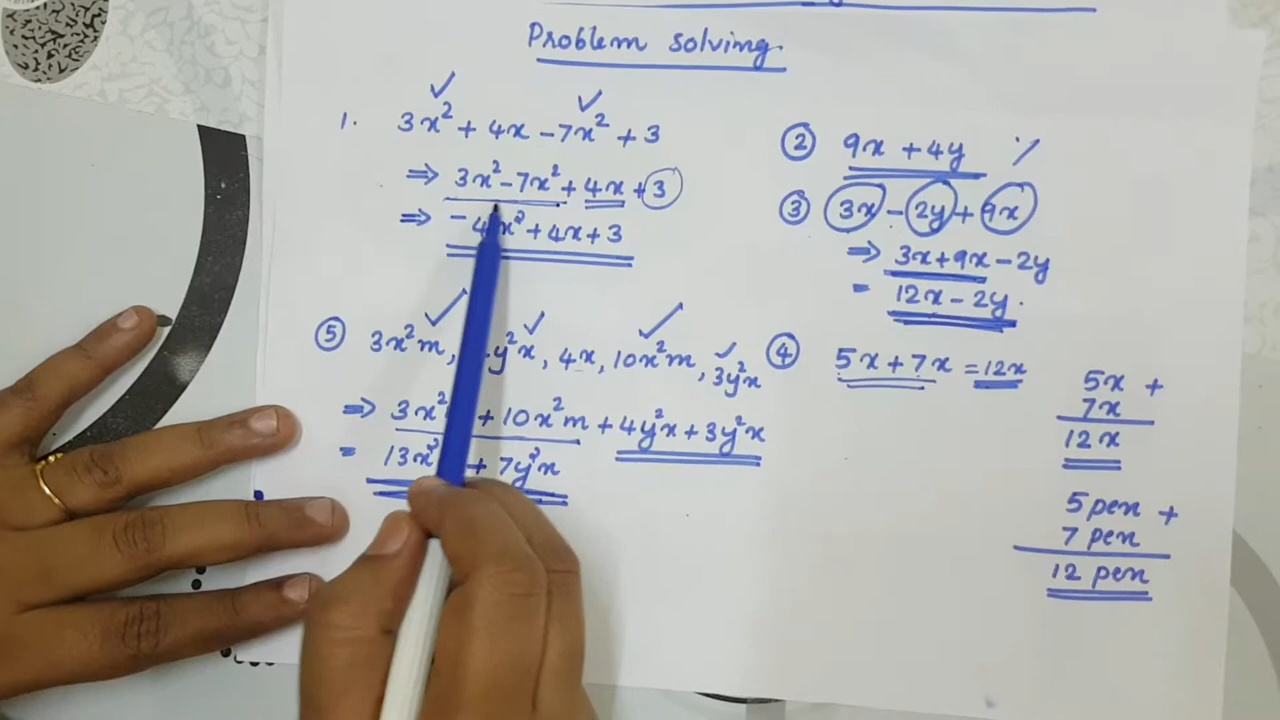 Problem solving.
1. 3x² + 4x - 7x² + 3
⇒ 3x² - 7x² + 4x + 3
⇒ -4x² + 4x + 3
② 9x + 4y
③ 3x - 2y + 9x
⇒ 3x + 9x - 2y
= 12x - 2y.
④ 5x + 7x = 12x
5x +
7x
12x
5 pen +
7 pen
12 pen
⑤ 3x²m, y²x, 4x, 10x²m, 3y²x
⇒ 3x² + 10x²m + 4y²x + 3y²x
= 13x² + 7y²x